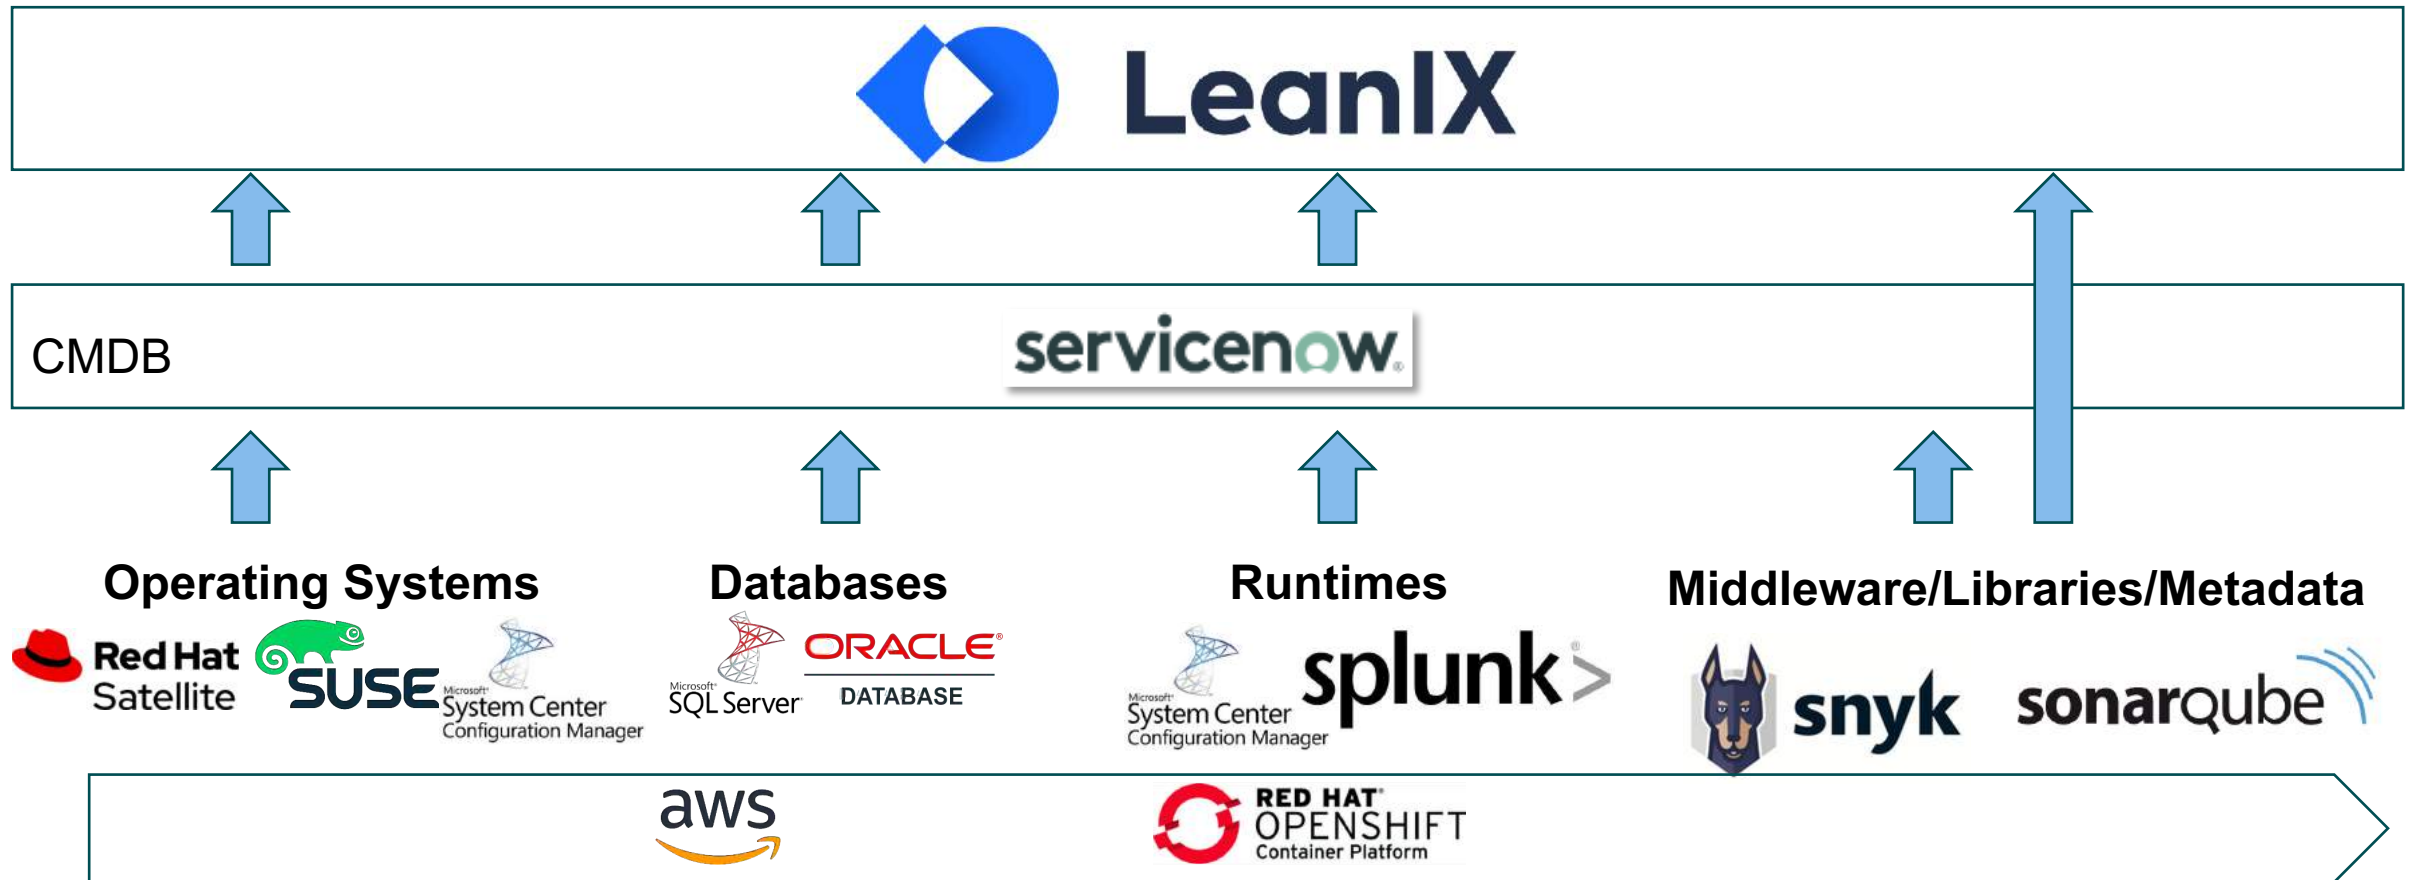 LeanIX
CMDB
servicenow®
Operating Systems
Databases
Runtimes
Middleware/Libraries/Metadata
Red Hat
Satellite
SUSE
Microsoft®
System Center
Configuration Manager
Microsoft®
SQL Server®
ORACLE®
DATABASE
Microsoft®
System Center
Configuration Manager
splunk>®
snyk
sonarqube
aws
RED HAT®
OPENSHIFT
Container Platform